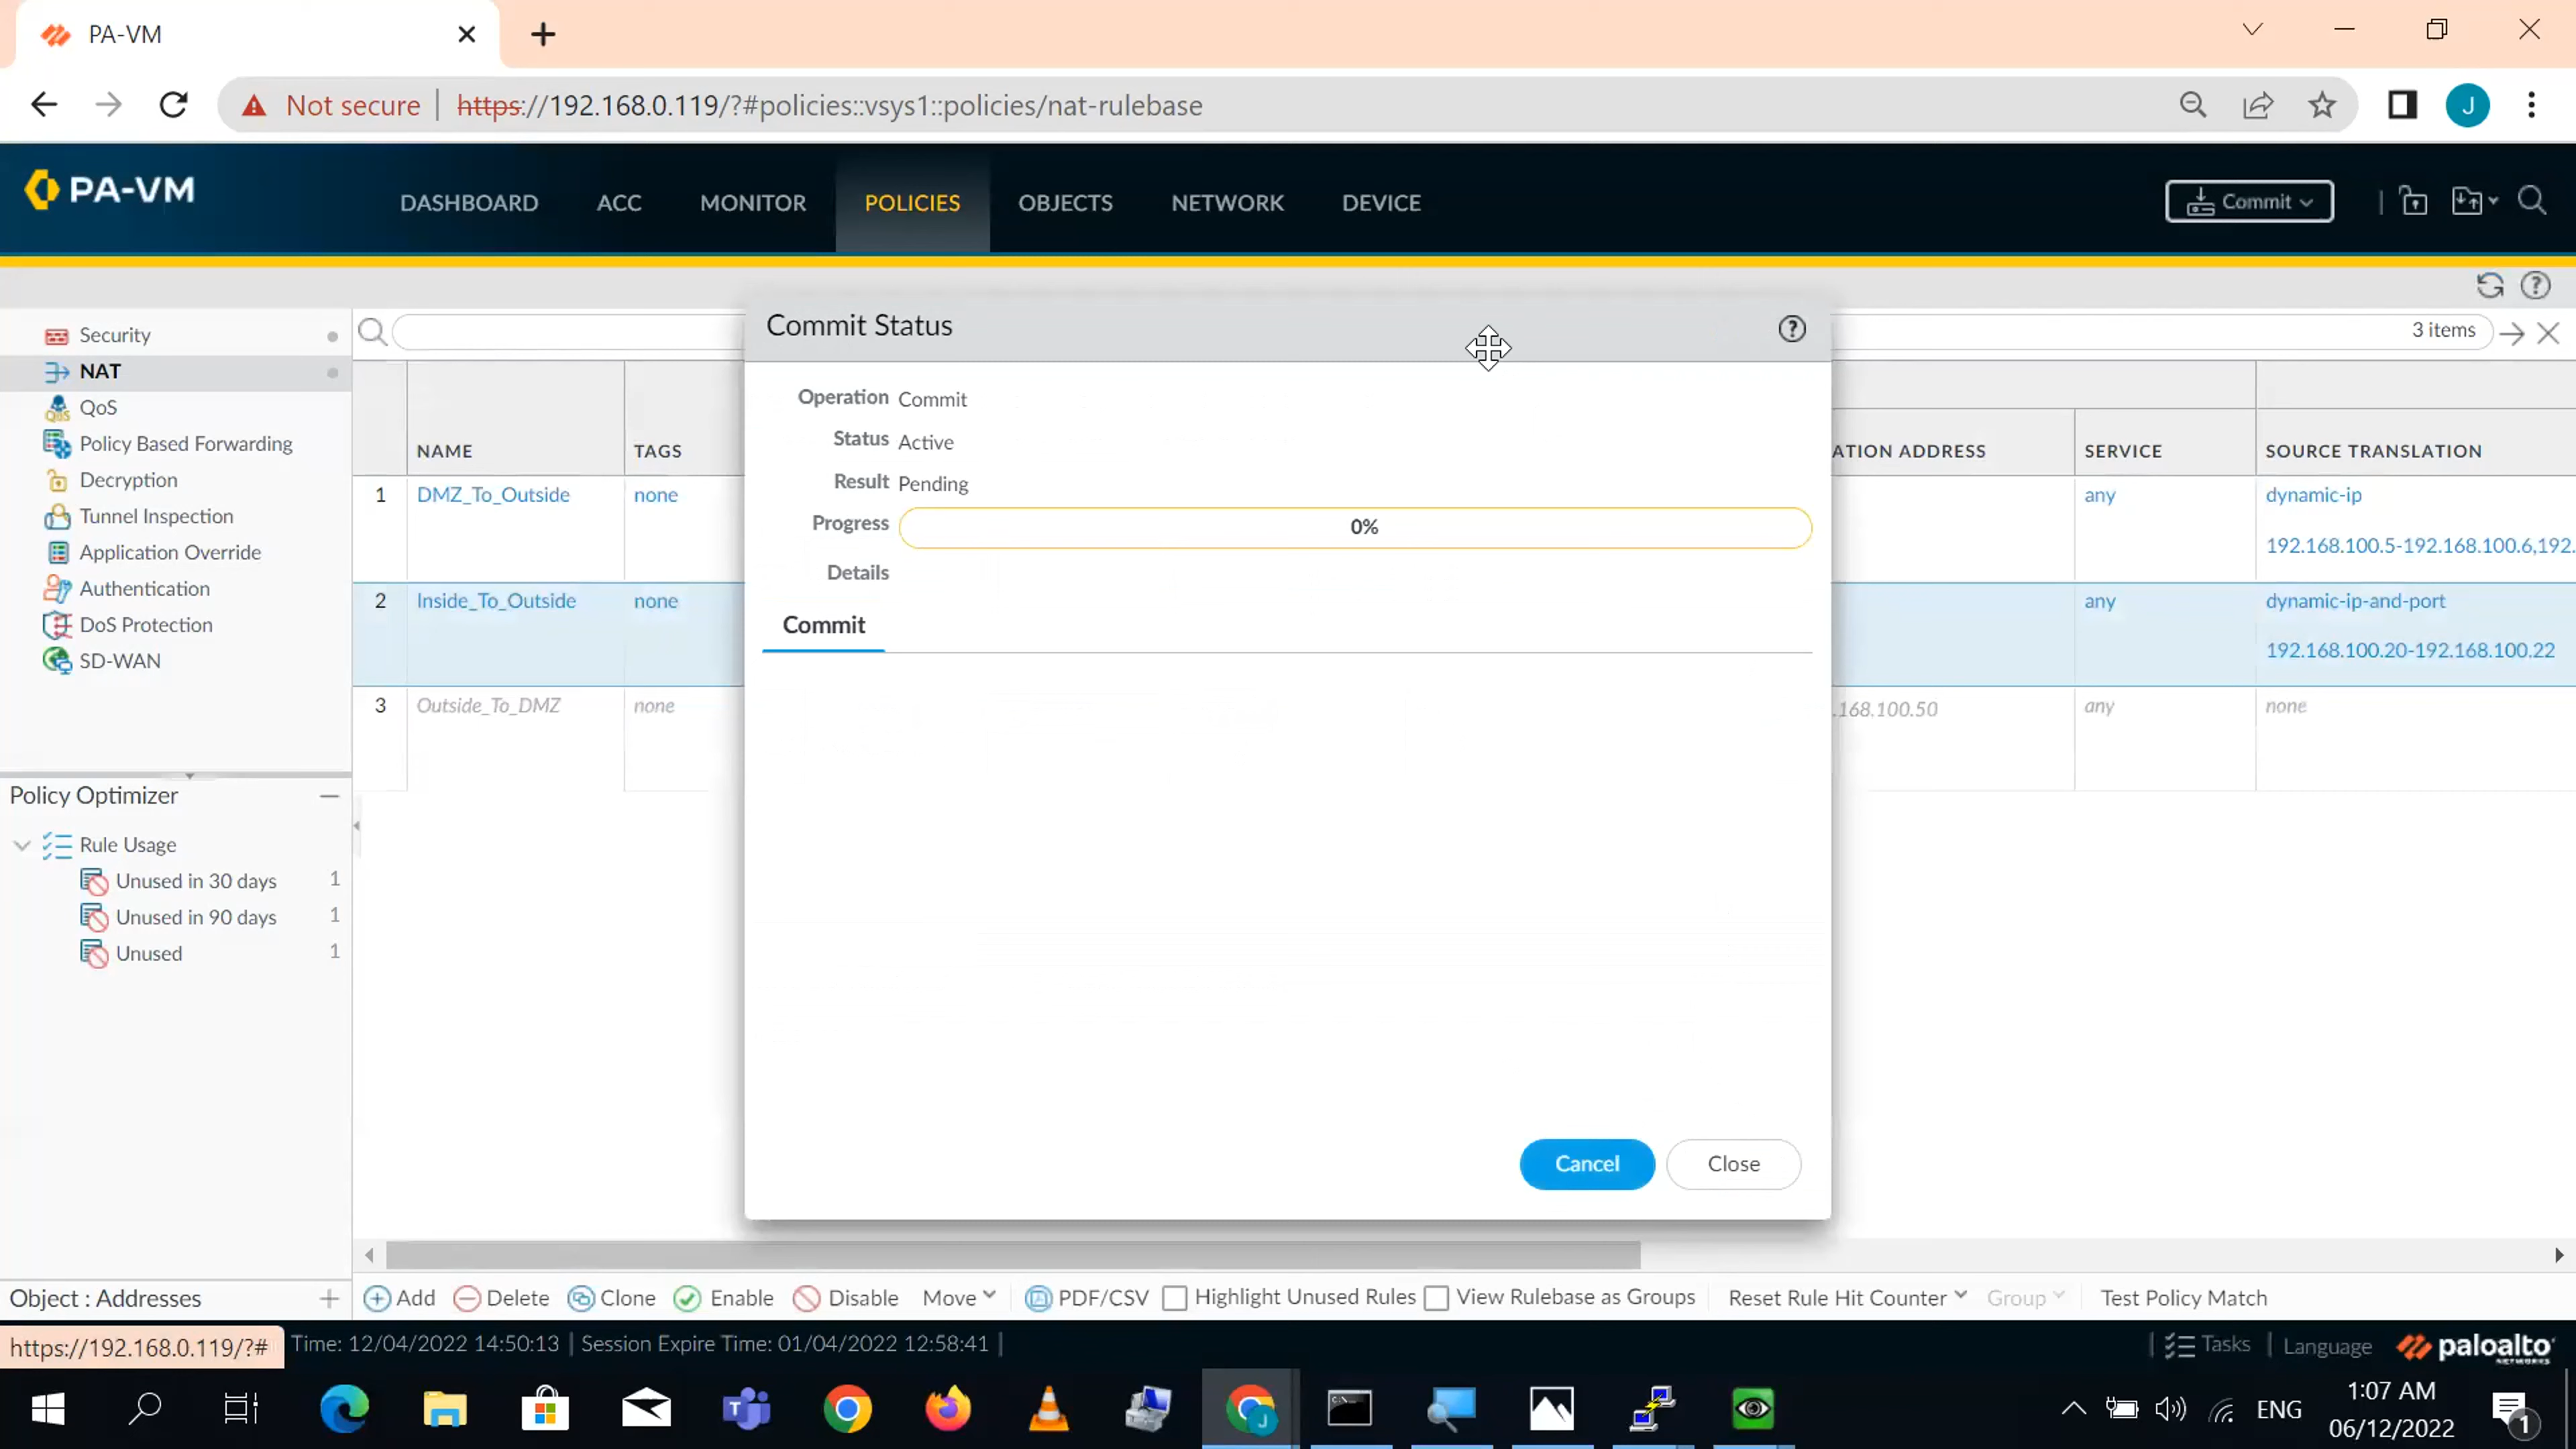 PA-VM
Not secure
https://192.168.0.119/?#policies::vsys1::policies/nat-rulebase
J
PA-VM
DASHBOARD
ACC
MONITOR
POLICIES
OBJECTS
NETWORK
DEVICE
Commit
Security
NAT
QoS
Policy Based Forwarding
Decryption
Tunnel Inspection
Application Override
Authentication
DoS Protection
SD-WAN
3 items
NAME
TAGS
ATION ADDRESS
SERVICE
SOURCE TRANSLATION
1 DMZ_To_Outside none any dynamic-ip
192.168.100.5-192.168.100.6,192.
2 Inside_To_Outside none any dynamic-ip-and-port
192.168.100.20-192.168.100.22
3 Outside_To_DMZ none .168.100.50 any none
Commit Status
Operation Commit
Status Active
Result Pending
Progress 0%
Details
Commit
Cancel
Close
Policy Optimizer
Rule Usage
Unused in 30 days 1
Unused in 90 days 1
Unused 1
Object : Addresses
Add
Delete
Clone
Enable
Disable
Move
PDF/CSV
Highlight Unused Rules
View Rulebase as Groups
Reset Rule Hit Counter
Group
Test Policy Match
https://192.168.0.119/?#
Time: 12/04/2022 14:50:13 | Session Expire Time: 01/04/2022 12:58:41 |
Tasks
Language
paloalto
NETWORKS
ENG
1:07 AM
06/12/2022
1